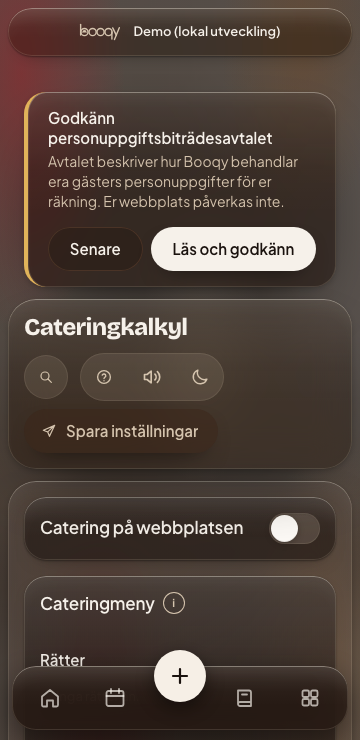 booqy Demo (lokal utveckling)
Godkänn
personuppgiftsbiträdesavtalet
Avtalet beskriver hur Booqy behandlar
era gästers personuppgifter för er
räkning. Er webbplats påverkas inte.
Senare Läs och godkänn
Cateringkalkyl
Spara inställningar
Catering på webbplatsen
Cateringmeny
Rätter